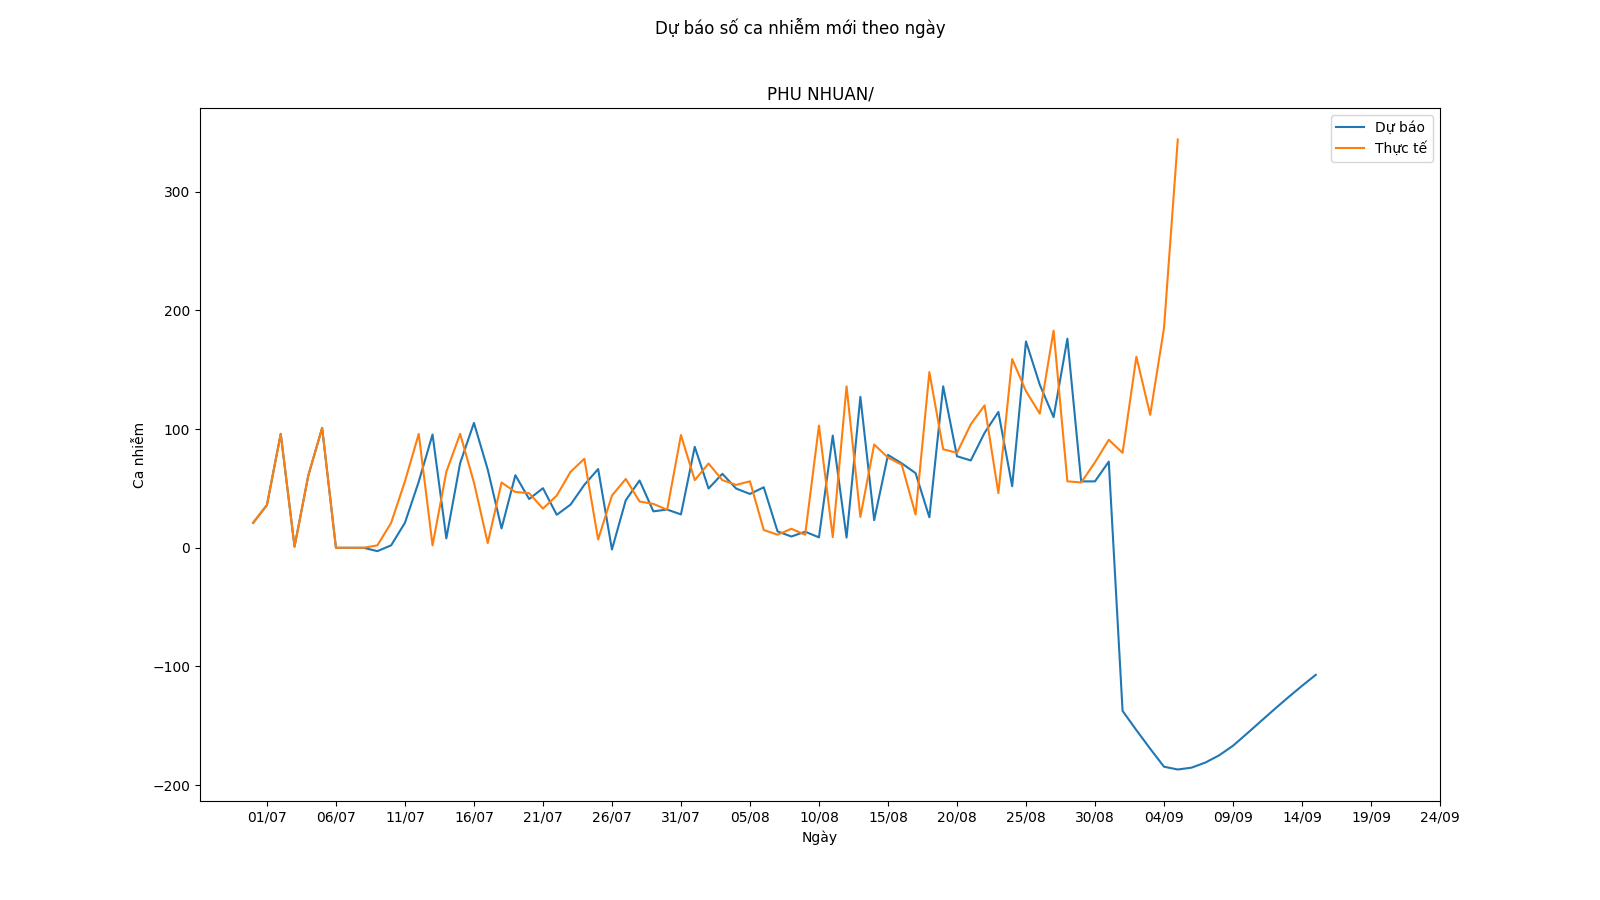 Dự báo số ca nhiễm mới theo ngày
PHU NHUAN/
Dự báo
Thực tế
300
200
100
0
−100
−200
Ca nhiễm
01/07 06/07 11/07 16/07 21/07 26/07 31/07 05/08 10/08 15/08 20/08 25/08 30/08 04/09 09/09 14/09 19/09 24/09
Ngày